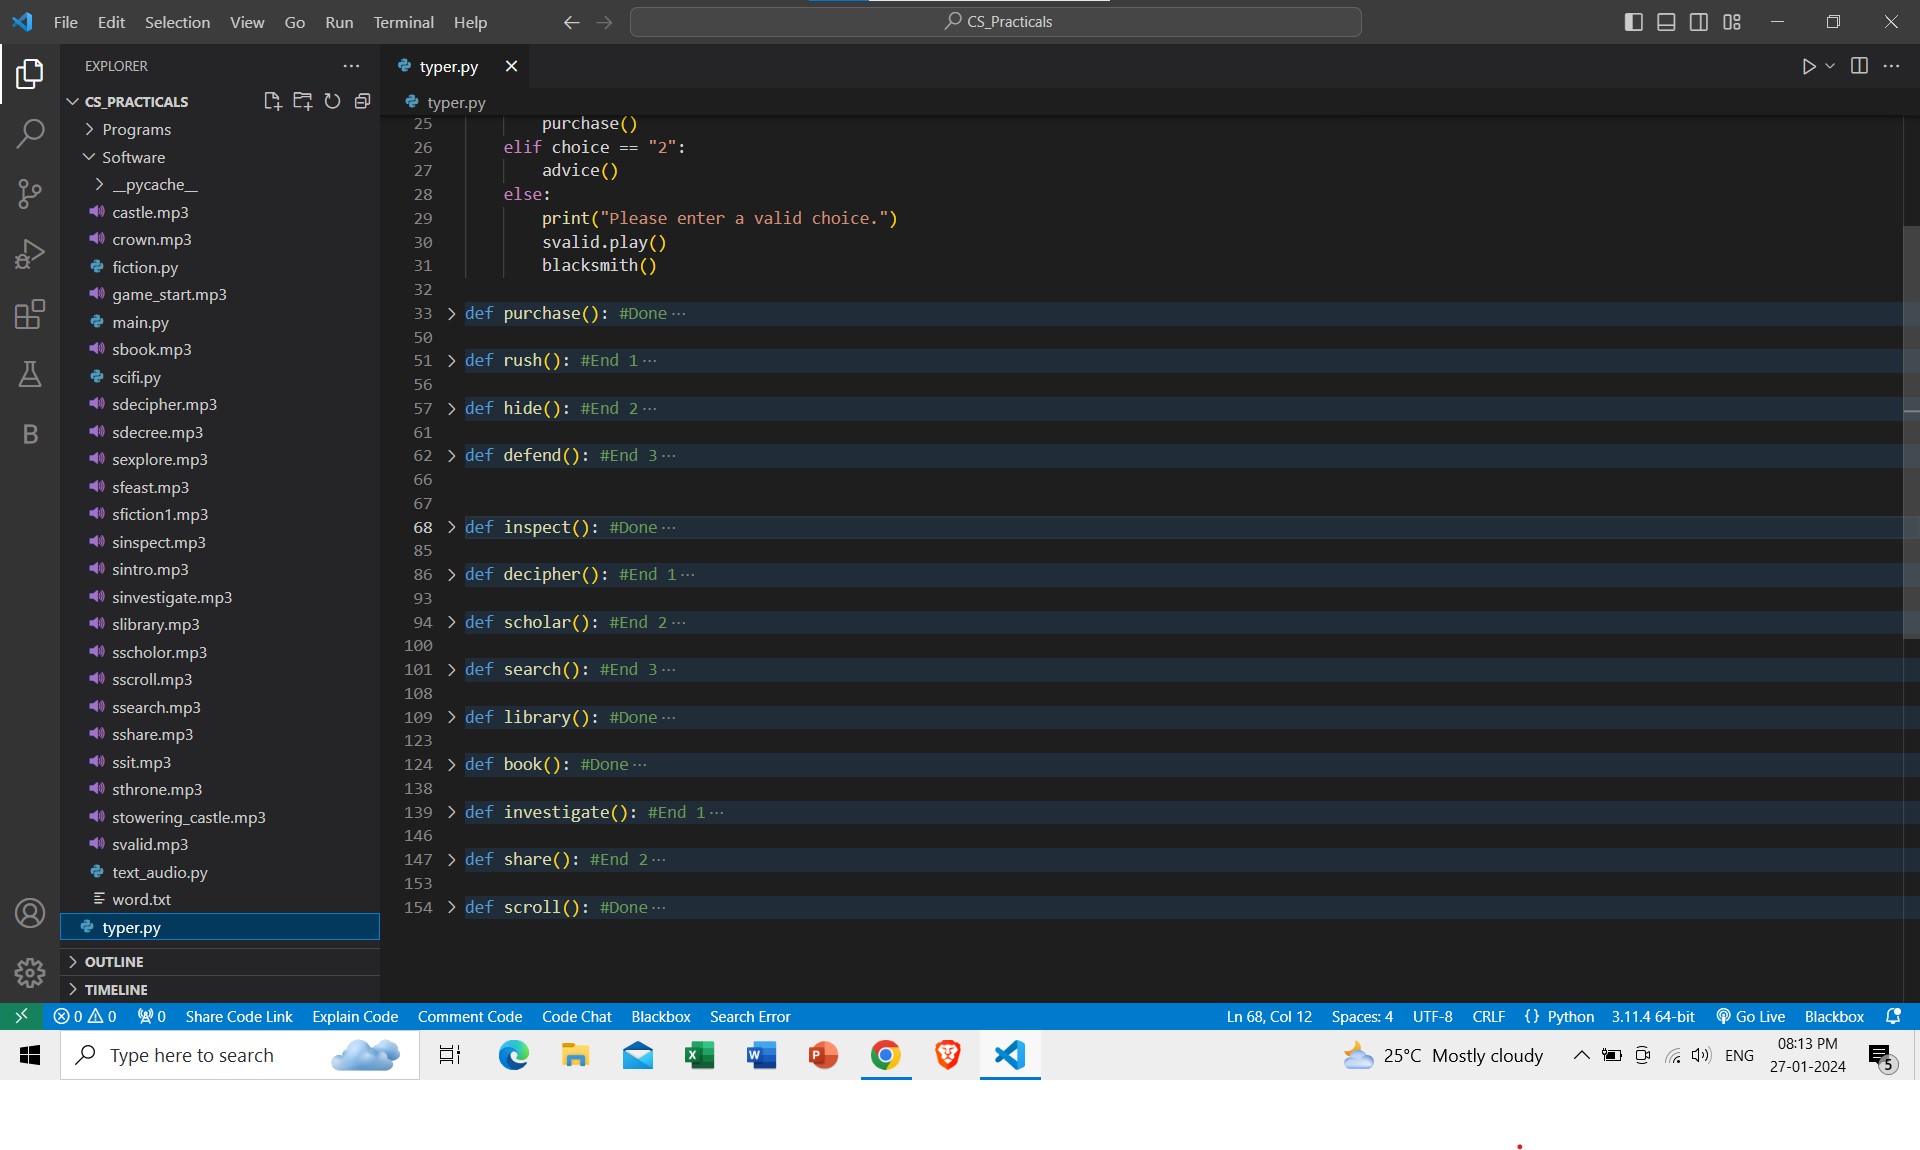 File Edit Selection View Go Run Terminal Help CS_Practicals
EXPLORER
CS_PRACTICALS
Programs
Software
__pycache__
castle.mp3
crown.mp3
fiction.py
game_start.mp3
main.py
sbook.mp3
scifi.py
sdecipher.mp3
sdecree.mp3
sexplore.mp3
sfeast.mp3
sfiction1.mp3
sinspect.mp3
sintro.mp3
sinvestigate.mp3
slibrary.mp3
sscholor.mp3
sscroll.mp3
ssearch.mp3
sshare.mp3
ssit.mp3
sthrone.mp3
stowering_castle.mp3
svalid.mp3
text_audio.py
word.txt
typer.py
OUTLINE
TIMELINE
typer.py
typer.py
25 purchase()
26 elif choice == "2":
27 advice()
28 else:
29 print("Please enter a valid choice.")
30 svalid.play()
31 blacksmith()
32
33 def purchase(): #Done ···
50
51 def rush(): #End 1 ···
56
57 def hide(): #End 2 ···
61
62 def defend(): #End 3 ···
66
67
68 def inspect(): #Done ···
85
86 def decipher(): #End 1 ···
93
94 def scholar(): #End 2 ···
100
101 def search(): #End 3 ···
108
109 def library(): #Done ···
123
124 def book(): #Done ···
138
139 def investigate(): #End 1 ···
146
147 def share(): #End 2 ···
153
154 def scroll(): #Done ···
0 0 0 Share Code Link Explain Code Comment Code Code Chat Blackbox Search Error Ln 68, Col 12 Spaces: 4 UTF-8 CRLF {} Python 3.11.4 64-bit Go Live Blackbox
Type here to search 25°C Mostly cloudy ENG 08:13 PM
27-01-2024
5
B